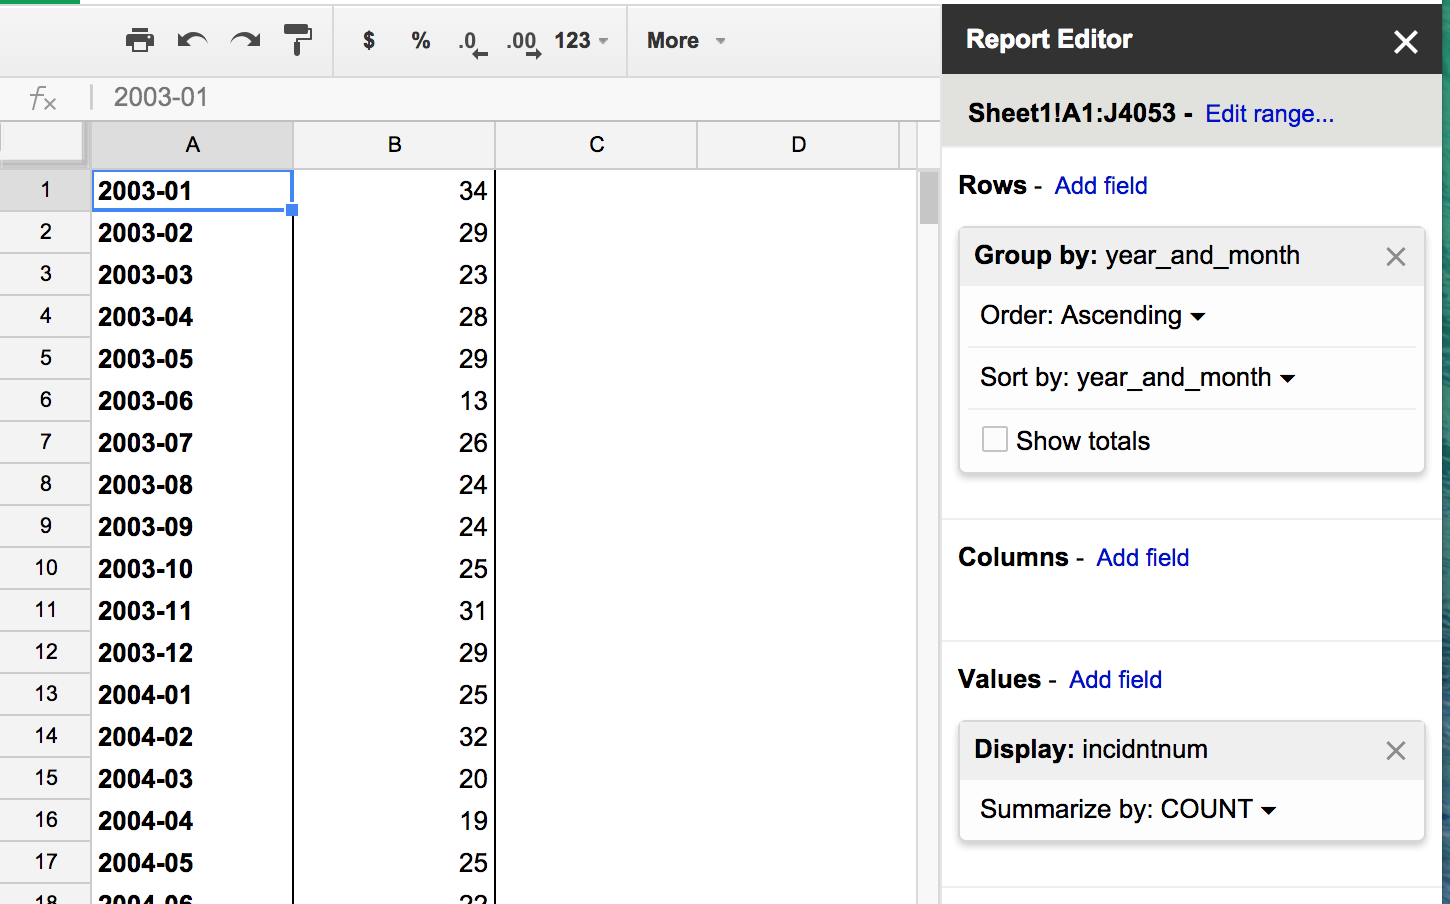 $ % .0 .00 123 More
fx 2003-01
A B C D
1 2003-01 34
2 2003-02 29
3 2003-03 23
4 2003-04 28
5 2003-05 29
6 2003-06 13
7 2003-07 26
8 2003-08 24
9 2003-09 24
10 2003-10 25
11 2003-11 31
12 2003-12 29
13 2004-01 25
14 2004-02 32
15 2004-03 20
16 2004-04 19
17 2004-05 25
18 2004-06
Report Editor
Sheet1!A1:J4053 - Edit range...
Rows - Add field
Group by: year_and_month
Order: Ascending
Sort by: year_and_month
Show totals
Columns - Add field
Values - Add field
Display: incidntnum
Summarize by: COUNT